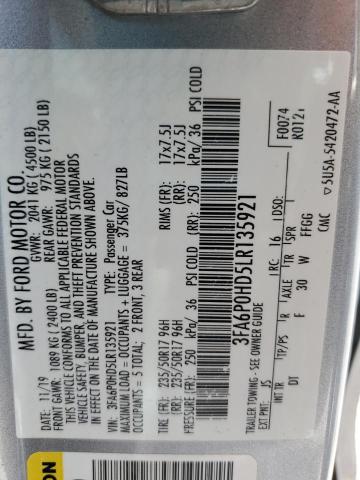 MFD. BY FORD MOTOR CO.
11/19 GVWR: 2041 KG ( 4500 LB)
FRONT GAWR: 1089 KG ( 2400 LB) REAR GAWR: 975 KG ( 2150 LB)
THIS VEHICLE CONFORMS TO ALL APPLICABLE FEDERAL MOTOR
VEHICLE SAFETY, BUMPER, AND THEFT PREVENTION STANDARDS
IN EFFECT ON THE DATE OF MANUFACTURE SHOWN ABOVE.
VIN: 3FA6P0HD5LR135921 TYPE: Passenger Car
MAXIMUM LOAD = OCCUPANTS + LUGGAGE = 375KG/ 827LB
OCCUPANTS = 5 TOTAL: 2 FRONT, 3 REAR
TIRE (FR): 235/50R17 96H RIMS (FR): 17x7.5J
TIRE (RR): 235/50R17 96H (RR): 17x7.5J
PRESSURE (FR): 250 kPa/ 36 PSI COLD (RR): 250 kPa/ 36 PSI COLD
3FA6P0HD5LR135921
F0074
R0121
TRAILER TOWING - SEE OWNER GUIDE
EXT.PNT: JS RC: 16 DSO:
INT TR TP/PS R AXLE TR SPR
DT F 30 W FFGG
CMC
5U5A-5420472-AA
ON